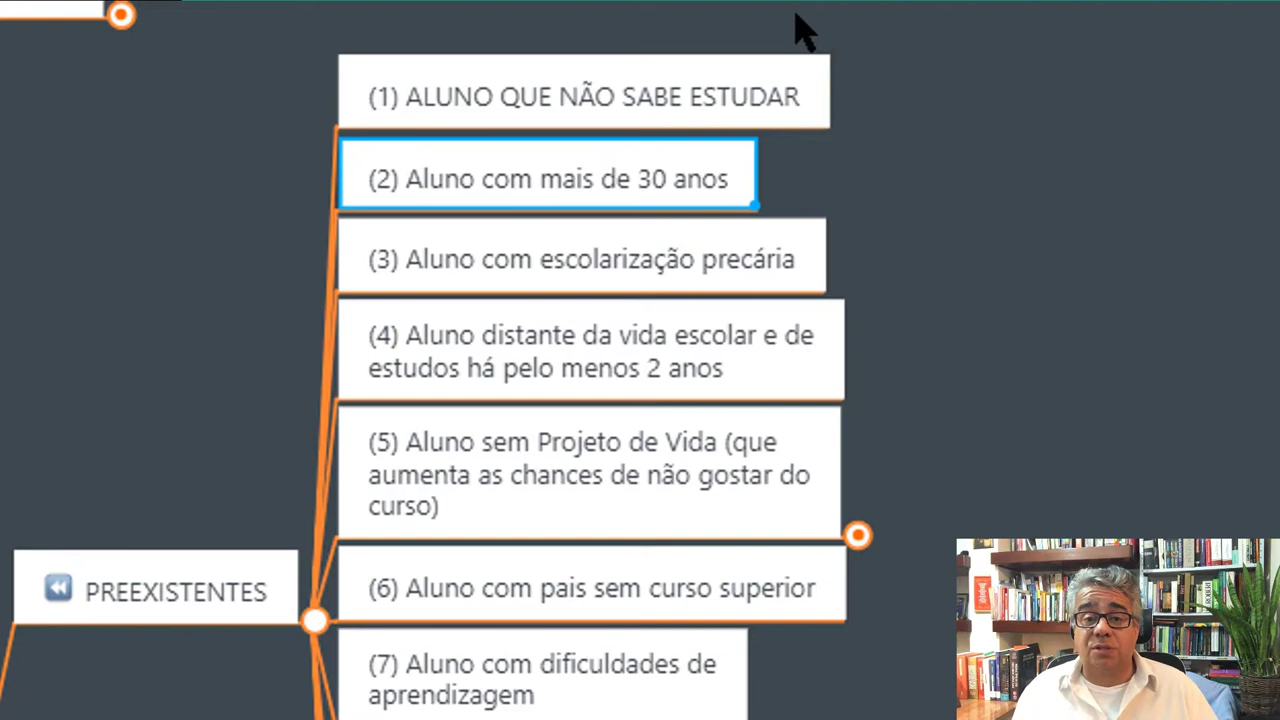 (1) ALUNO QUE NÃO SABE ESTUDAR
(2) Aluno com mais de 30 anos
(3) Aluno com escolarização precária
(4) Aluno distante da vida escolar e de
estudos há pelo menos 2 anos
(5) Aluno sem Projeto de Vida (que
aumenta as chances de não gostar do
curso)
PREEXISTENTES
(6) Aluno com pais sem curso superior
(7) Aluno com dificuldades de
aprendizagem